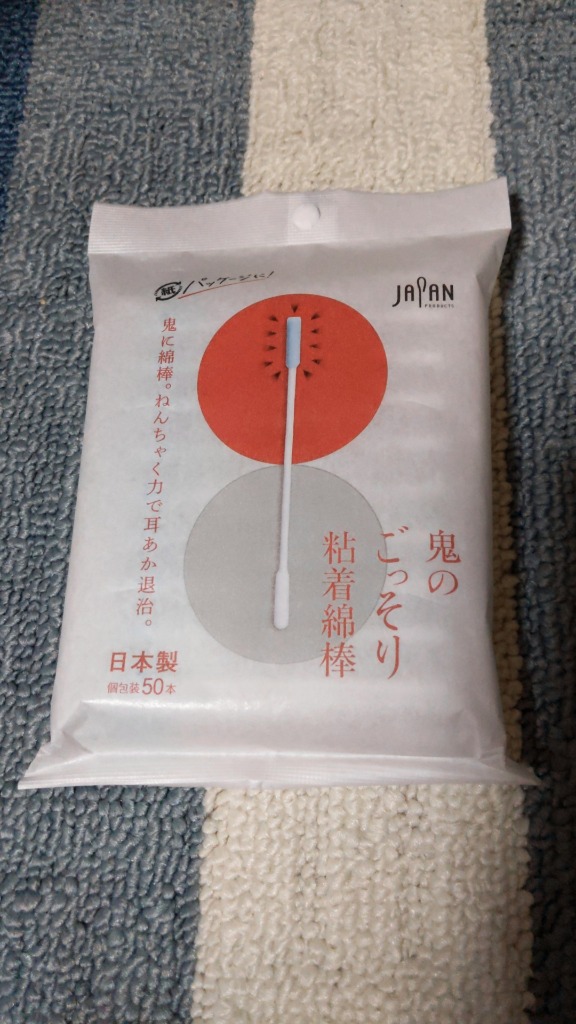 紙パッケージに!
JAPAN
PRODUCTS
鬼に綿棒。ねんちゃく力で耳あか退治。
鬼の
ごっそり
粘着綿棒
日本製
個包装50本